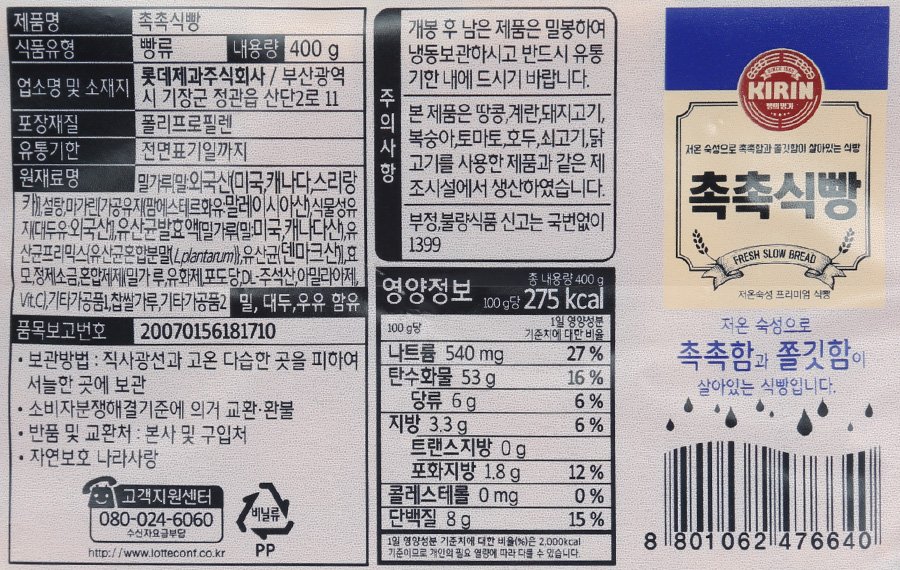 제품명 촉촉식빵
식품유형 빵류 내용량 400 g
업소명 및 소재지 롯데제과주식회사 / 부산광역
시 기장군 정관읍 산단2로 11
포장재질 폴리프로필렌
유통기한 전면표기일까지
원재료명 밀가루(밀:외국산(미국,캐나다,스리랑
카)),설탕,마가린{가공유지(팜에스테르화유:말레이시아산),식물성유
지(대두유:외국산)},유산균발효액{밀가루(밀:미국,캐나다산),유
산균프리믹스(유산균혼합분말(L.plantarum)),유산균(덴마크산)},효
모,정제소금,혼합제제(밀가루,유화제,포도당,DL-주석산,아밀라아제,
Vit.C),기타가공품1,찹쌀가루,기타가공품2 밀, 대두,우유 함유
품목보고번호 20070156181710
• 보관방법 : 직사광선과 고온 다습한 곳을 피하여
서늘한 곳에 보관
• 소비자분쟁해결기준에 의거 교환·환불
• 반품 및 교환처 : 본사 및 구입처
• 자연보호 나라사랑
고객지원센터
080-024-6060
수신자요금부담
http://www.lotteconf.co.kr
비닐류
PP
주의사항
개봉 후 남은 제품은 밀봉하여
냉동보관하시고 반드시 유통
기한 내에 드시기 바랍니다.
본 제품은 땅콩,계란,돼지고기,
복숭아,토마토,호두,쇠고기,닭
고기를 사용한 제품과 같은 제
조시설에서 생산하였습니다.
부정,불량식품 신고는 국번없이
1399
영양정보 총 내용량 400 g
100 g당 275 kcal
100 g당 1일 영양성분
기준치에 대한 비율
나트륨 540 mg 27 %
탄수화물 53 g 16 %
당류 6 g 6 %
지방 3.3 g 6 %
트랜스지방 0 g
포화지방 1.8 g 12 %
콜레스테롤 0 mg 0 %
단백질 8 g 15 %
1일 영양성분 기준치에 대한 비율(%)은 2,000kcal
기준이므로 개인의 필요 열량에 따라 다를 수 있습니다.
SINCE 1945
KIRIN
빵의 명가
저온 숙성으로 촉촉함과 쫄깃함이 살아있는 식빵
촉촉식빵
FRESH SLOW BREAD
저온숙성 프리미엄 식빵
저온 숙성으로
촉촉함과 쫄깃함이
살아있는 식빵입니다.
8 801062 476640